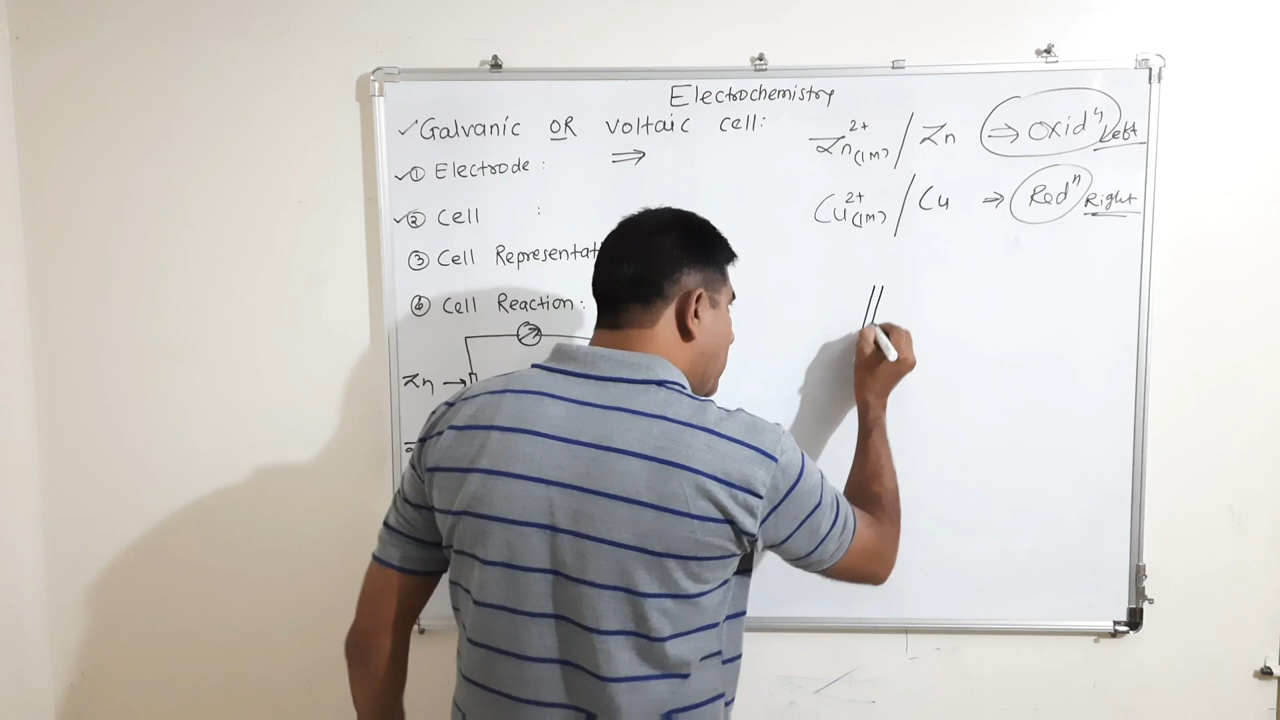 Electrochemistry
✓Galvanic OR voltaic cell:
⇒
✓① Electrode :
✓② Cell :
③ Cell Representati
④ Cell Reaction:
Zn →
Zn²⁺(1M) / Zn ⇒ Oxidⁿ Left
Cu²⁺(1M) / Cu ⇒ Redⁿ Right
//